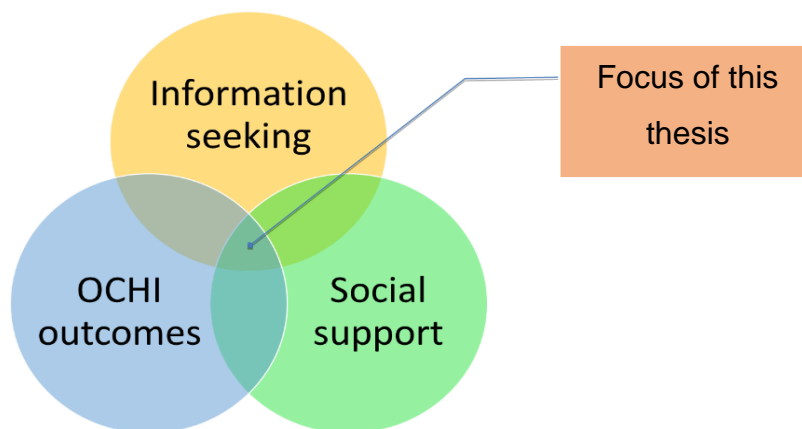 Information
seeking
Focus of this
thesis
OCHI
outcomes
Social
support